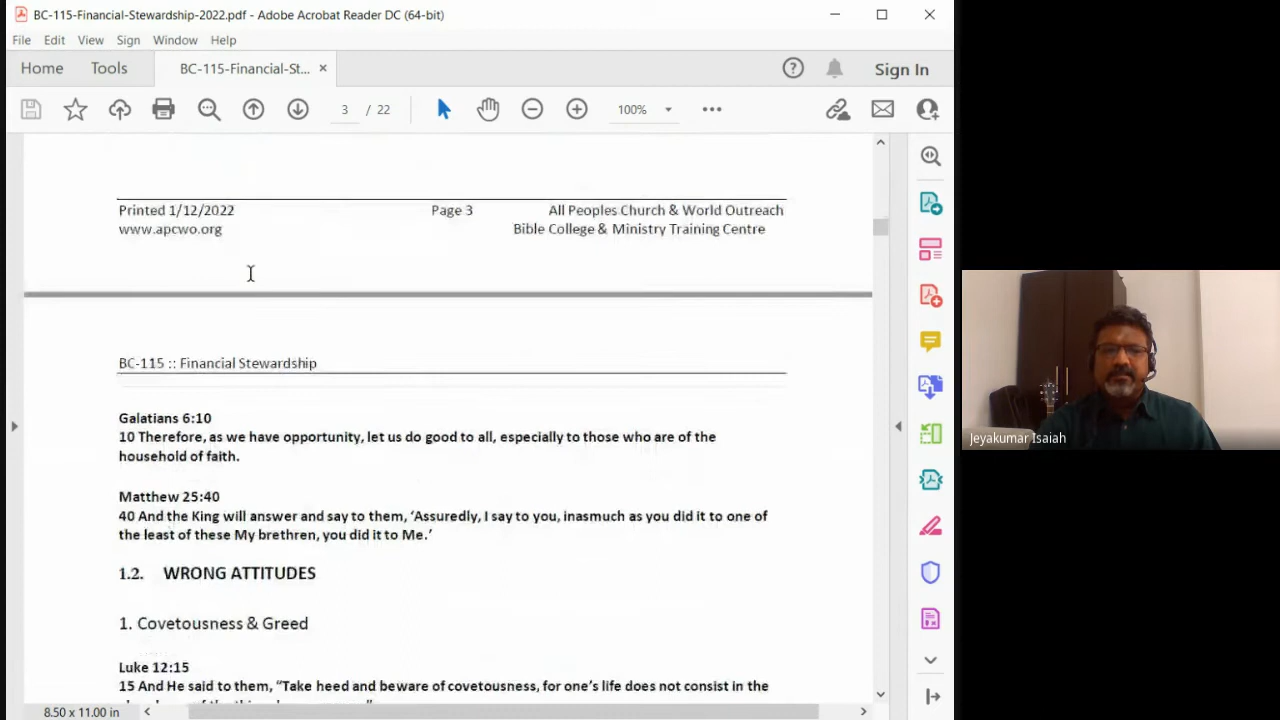 BC-115-Financial-Stewardship-2022.pdf - Adobe Acrobat Reader DC (64-bit)
File Edit View Sign Window Help
Home Tools BC-115-Financial-St... × Sign In
3 / 22 100%
Printed 1/12/2022 Page 3 All Peoples Church & World Outreach
www.apcwo.org Bible College & Ministry Training Centre
BC-115 :: Financial Stewardship
Galatians 6:10
10 Therefore, as we have opportunity, let us do good to all, especially to those who are of the
household of faith.
Matthew 25:40
40 And the King will answer and say to them, ‘Assuredly, I say to you, inasmuch as you did it to one of
the least of these My brethren, you did it to Me.’
1.2. WRONG ATTITUDES
1. Covetousness & Greed
Luke 12:15
15 And He said to them, “Take heed and beware of covetousness, for one’s life does not consist in the
8.50 x 11.00 in
Jeyakumar Isaiah